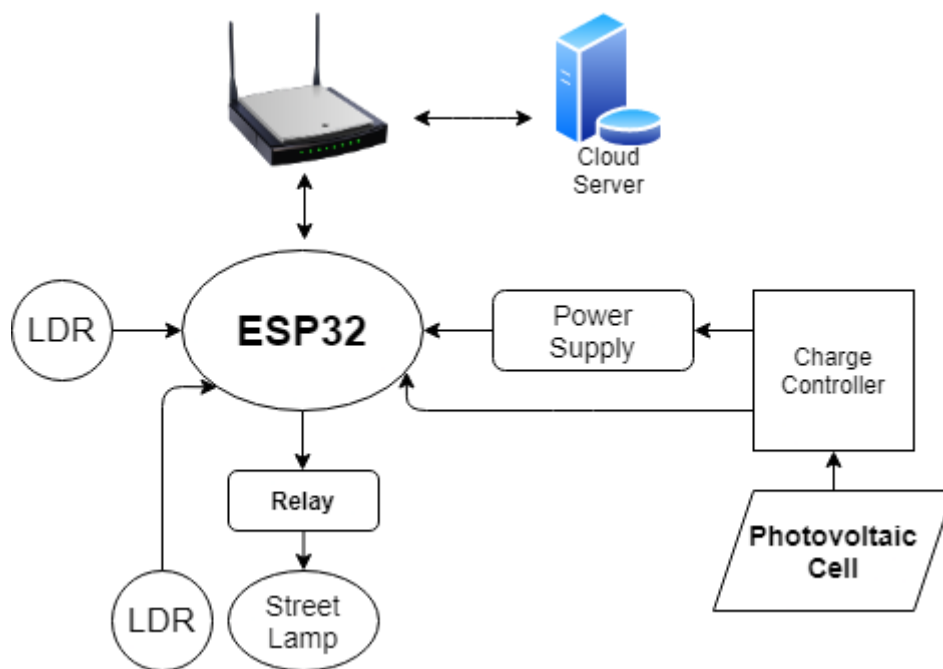 Cloud
Server
LDR
ESP32
Power
Supply
Charge
Controller
Relay
Photovoltaic
Cell
LDR
Street
Lamp